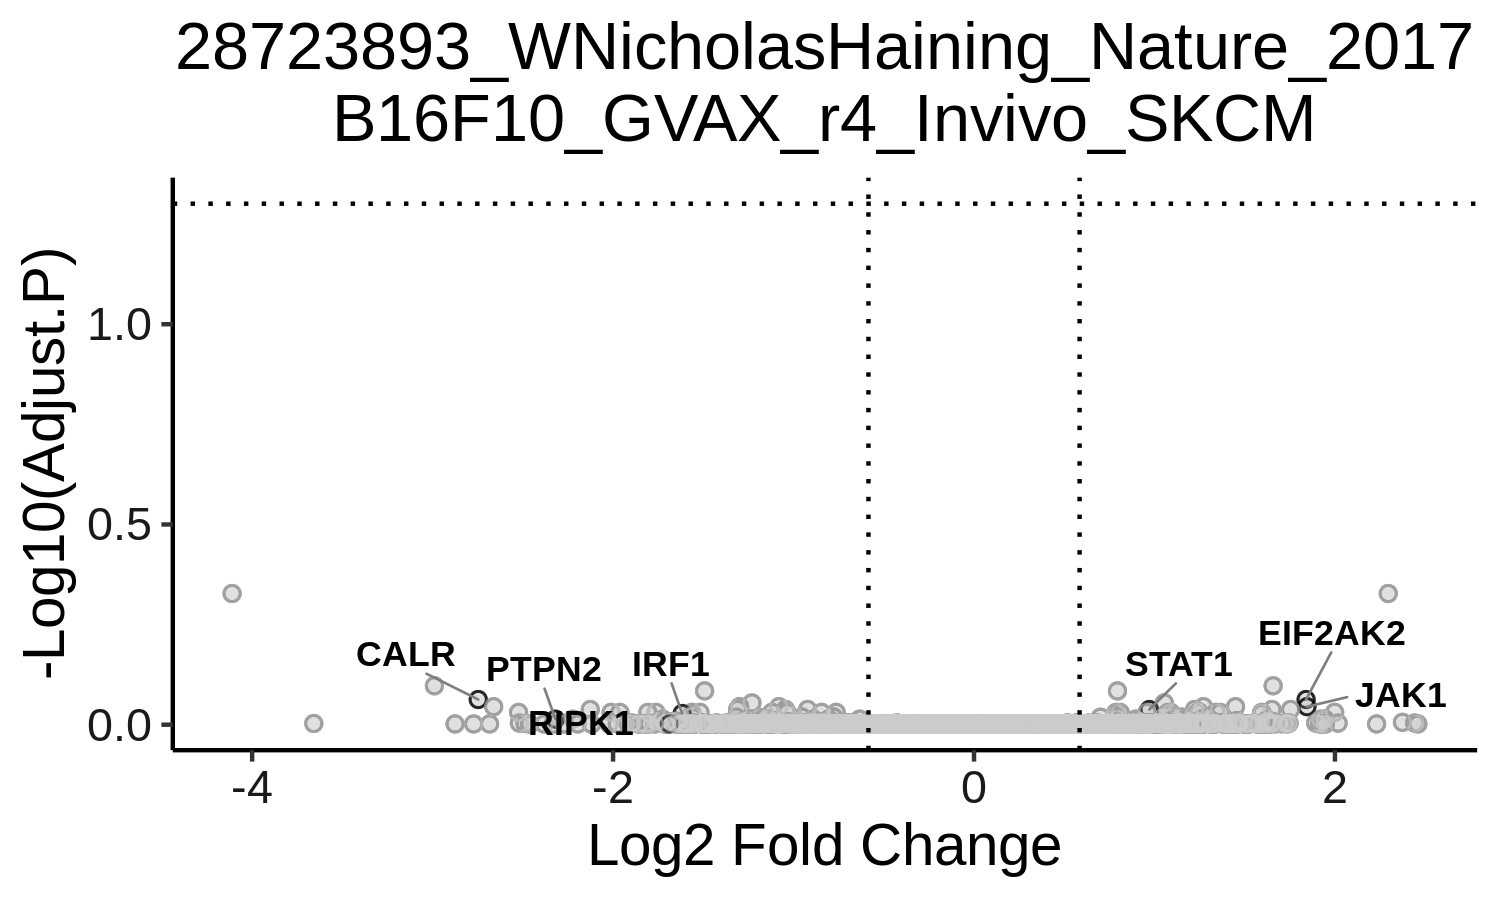 28723893_WNicholasHaining_Nature_2017
B16F10_GVAX_r4_Invivo_SKCM
-Log10(Adjust.P)
1.0
0.5
0.0
CALR
PTPN2
IRF1
RIPK1
STAT1
EIF2AK2
JAK1
-4
-2
0
2
Log2 Fold Change